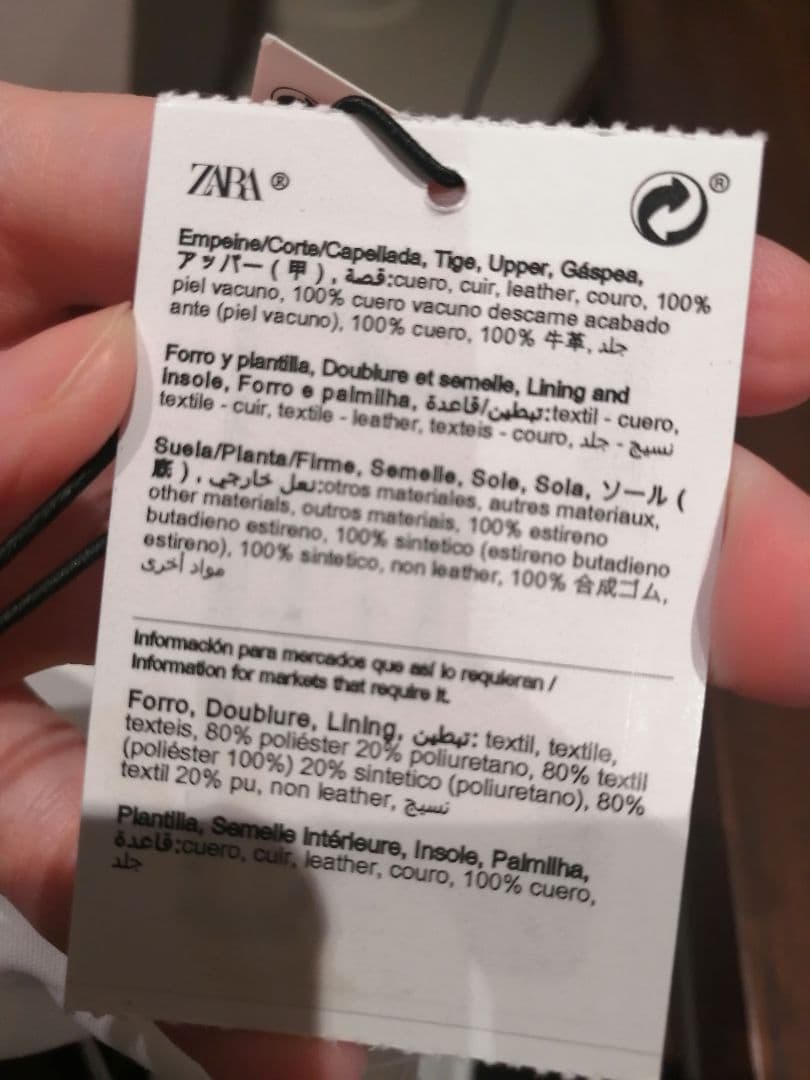 ZARA ®
®
Empeine/Corte/Capellada, Tige, Upper, Gáspea,
アッパー ( 甲 ) , قصة:cuero, cuir, leather, couro, 100%
piel vacuno, 100% cuero vacuno descarne acabado
ante (piel vacuno), 100% cuero, 100% 牛革, جلد
Forro y plantilla, Doublure et semelle, Lining and
Insole, Forro e palmilha, تبطين/قاعدة:textil - cuero,
textile - cuir, textile - leather, texteis - couro, نسيج - جلد
Suela/Planta/Firme, Semelle, Sole, Sola, ソール (
底 ) , نعل خارجي:otros materiales, autres materiaux,
other materials, outros materiais, 100% estireno
butadieno estireno, 100% sintetico (estireno butadieno
estireno), 100% sintetico, non leather, 100% 合成ゴム,
مواد أخرى
Información para mercados que así lo requieran /
Information for markets that require it.
Forro, Doublure, Lining, تبطين: textil, textile,
texteis, 80% poliéster 20% poliuretano, 80% textil
(poliéster 100%) 20% sintetico (poliuretano), 80%
textil 20% pu, non leather, نسيج
Plantilla, Semelle Intérieure, Insole, Palmilha,
قاعدة:cuero, cuir, leather, couro, 100% cuero,
جلد